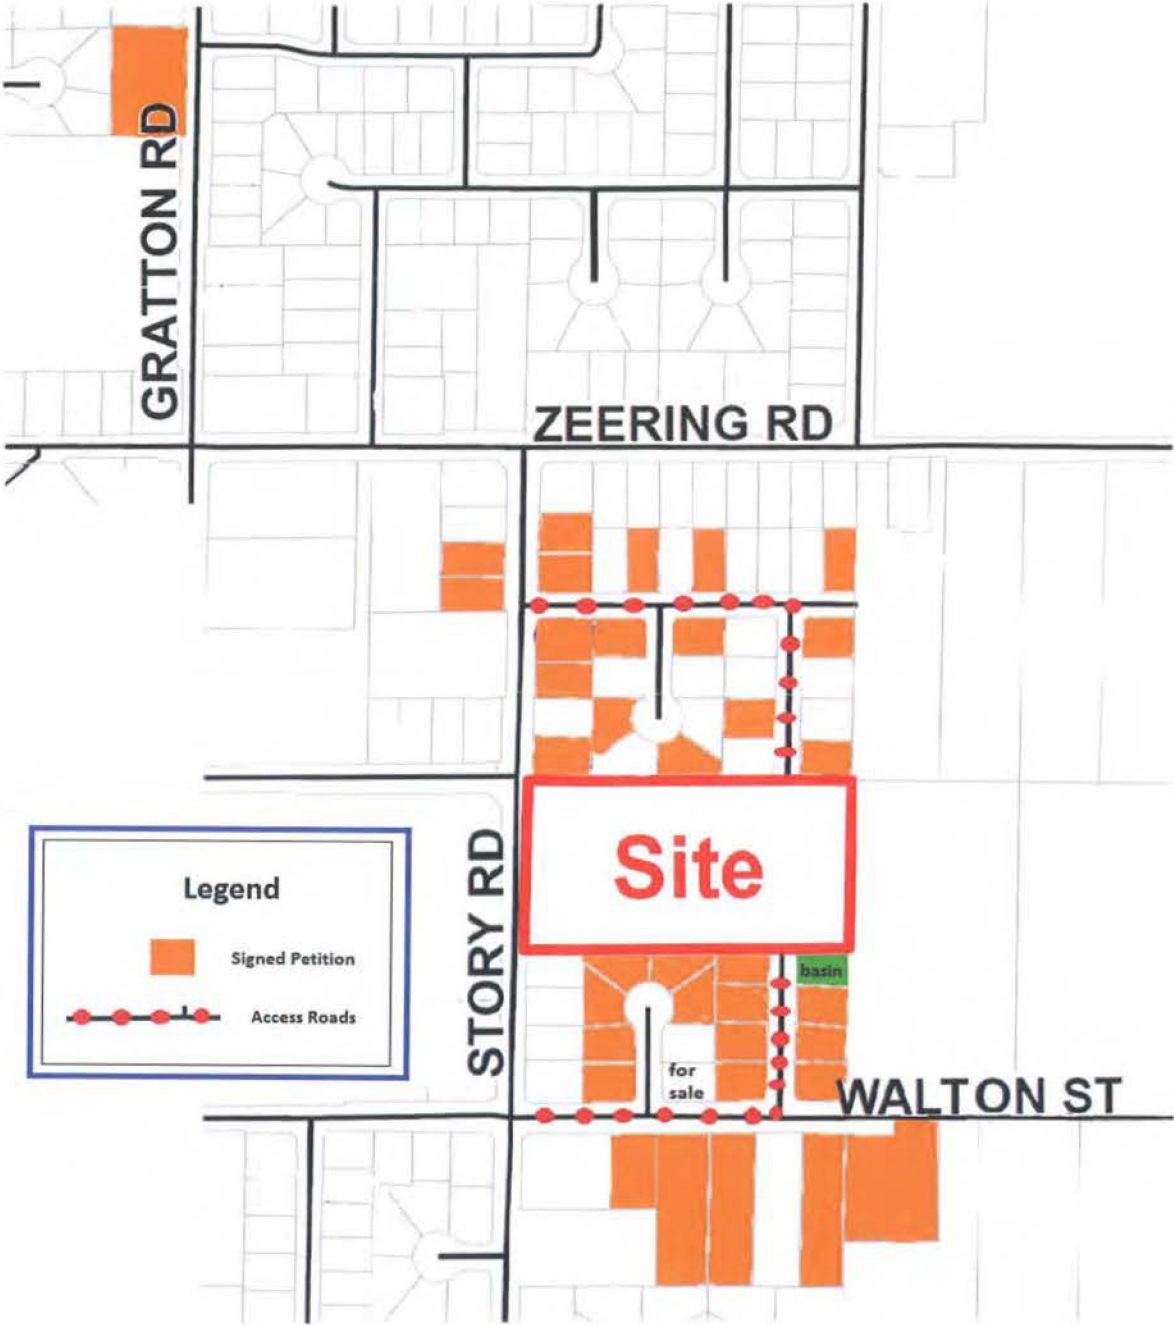 GRATTON RD
ZEERING RD
Site
Legend
Signed Petition
Access Roads
STORY RD
basin
for
sale
WALTON ST